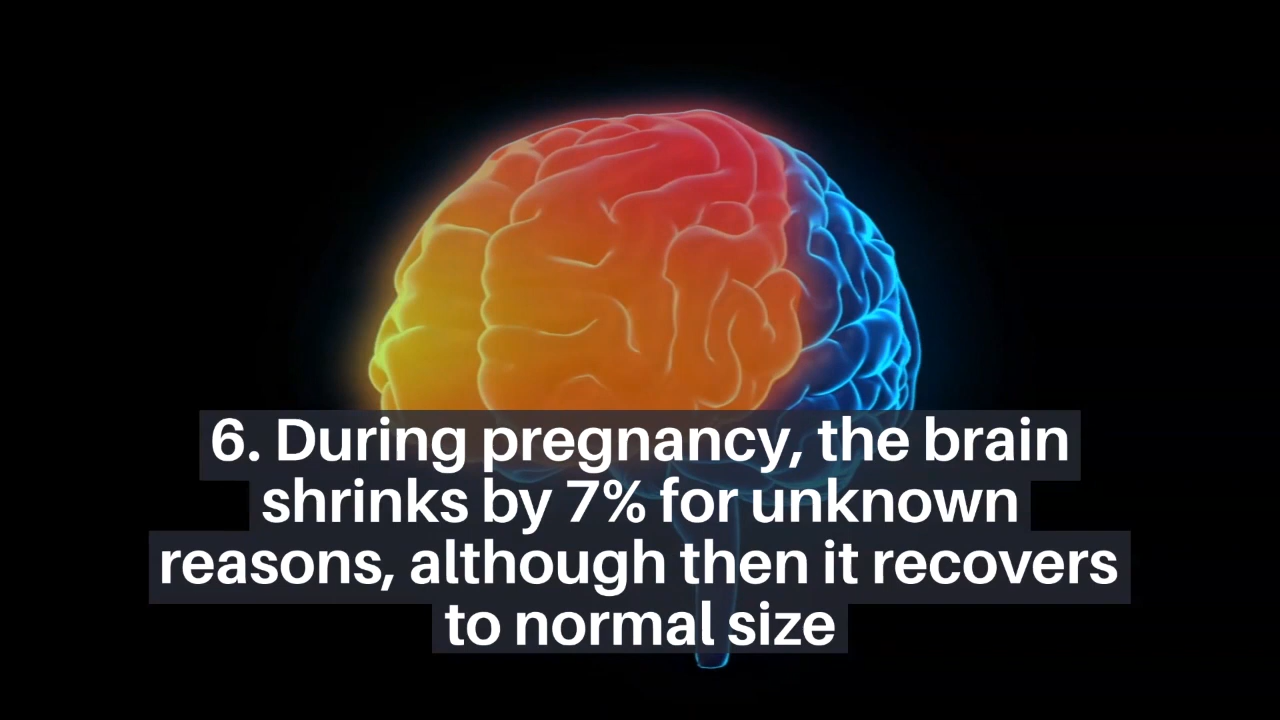 6. During pregnancy, the brain
shrinks by 7% for unknown
reasons, although then it recovers
to normal size